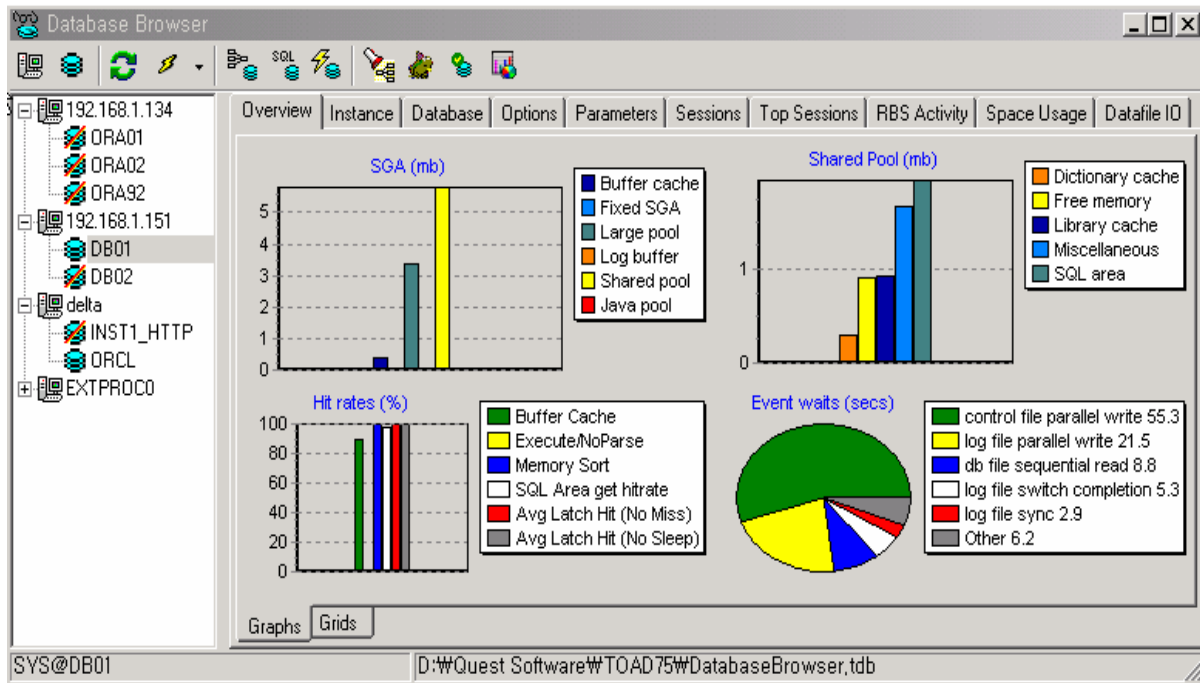 Database Browser
SQL
192.168.1.134
ORA01
ORA02
ORA92
192.168.1.151
DB01
DB02
delta
INST1_HTTP
ORCL
EXTPROC0
Overview Instance Database Options Parameters Sessions Top Sessions RBS Activity Space Usage Datafile IO
SGA (mb)
5
4
3
2
1
0
Buffer cache
Fixed SGA
Large pool
Log buffer
Shared pool
Java pool
Shared Pool (mb)
1
0
Dictionary cache
Free memory
Library cache
Miscellaneous
SQL area
Hit rates (%)
100
80
60
40
20
0
Buffer Cache
Execute/NoParse
Memory Sort
SQL Area get hitrate
Avg Latch Hit (No Miss)
Avg Latch Hit (No Sleep)
Event waits (secs)
control file parallel write 55.3
log file parallel write 21.5
db file sequential read 8.8
log file switch completion 5.3
log file sync 2.9
Other 6.2
Graphs Grids
SYS@DB01
D:₩Quest Software₩TOAD75₩DatabaseBrowser,tdb